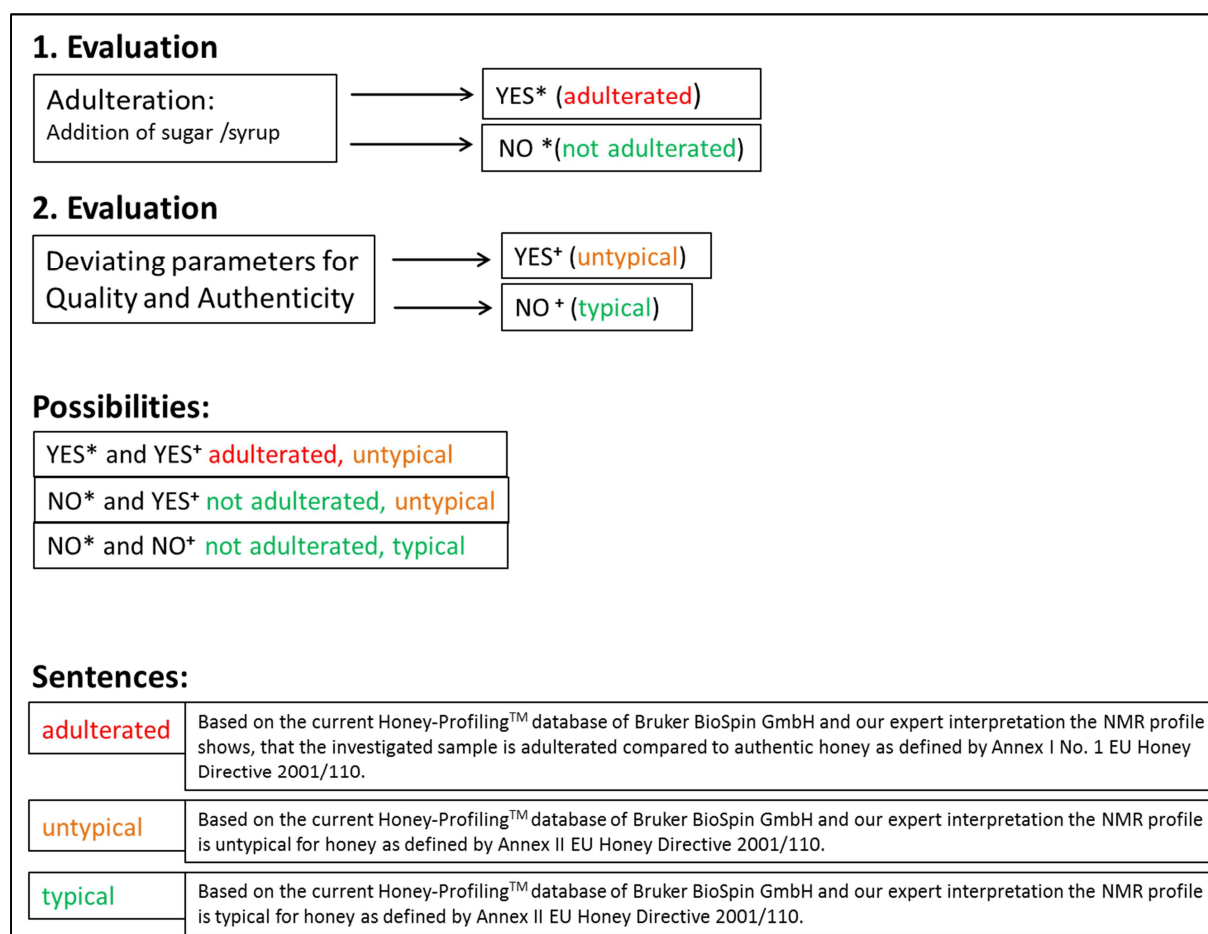 1. Evaluation
Adulteration:
Addition of sugar /syrup
YES* (adulterated)
NO *(not adulterated)
2. Evaluation
Deviating parameters for
Quality and Authenticity
YES⁺ (untypical)
NO ⁺ (typical)
Possibilities:
YES* and YES⁺ adulterated, untypical
NO* and YES⁺ not adulterated, untypical
NO* and NO⁺ not adulterated, typical
Sentences:
adulterated
Based on the current Honey-Profiling™ database of Bruker BioSpin GmbH and our expert interpretation the NMR profile
shows, that the investigated sample is adulterated compared to authentic honey as defined by Annex I No. 1 EU Honey
Directive 2001/110.
untypical
Based on the current Honey-Profiling™ database of Bruker BioSpin GmbH and our expert interpretation the NMR profile
is untypical for honey as defined by Annex II EU Honey Directive 2001/110.
typical
Based on the current Honey-Profiling™ database of Bruker BioSpin GmbH and our expert interpretation the NMR profile
is typical for honey as defined by Annex II EU Honey Directive 2001/110.